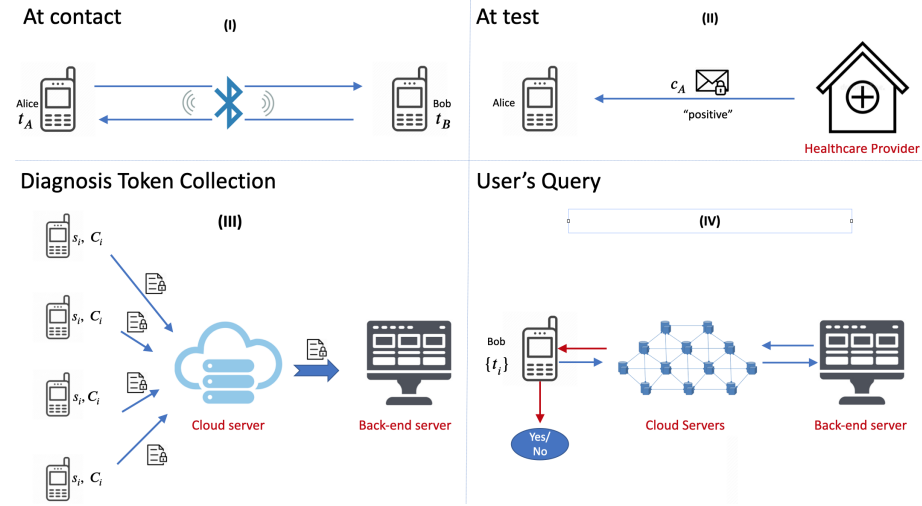 At contact
(I)
Alice
t_A
Bob
t_B
At test
(II)
Alice
c_A
"positive"
Healthcare Provider
Diagnosis Token Collection
(III)
s_i, C_i
s_i, C_i
s_i, C_i
s_i, C_i
Cloud server
Back-end server
User's Query
(IV)
Bob
{t_i}
Yes/
No
Cloud Servers
Back-end server